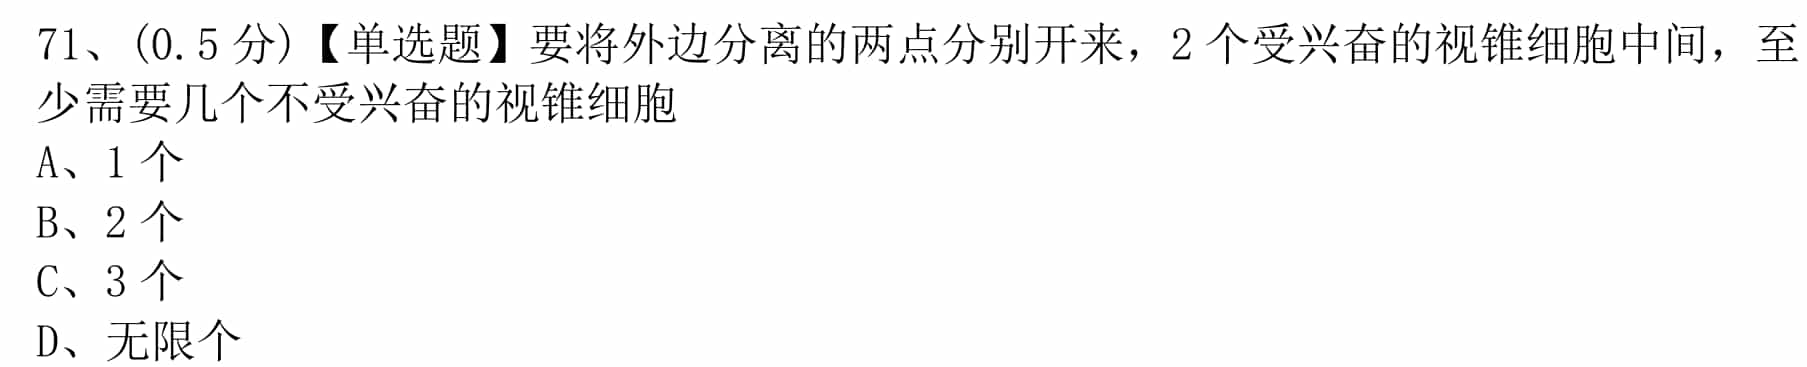 71、(0.5 分)【单选题】要将外边分离的两点分别开来，2 个受兴奋的视锥细胞中间，至
少需要几个不受兴奋的视锥细胞
A、1 个
B、2 个
C、3 个
D、无限个